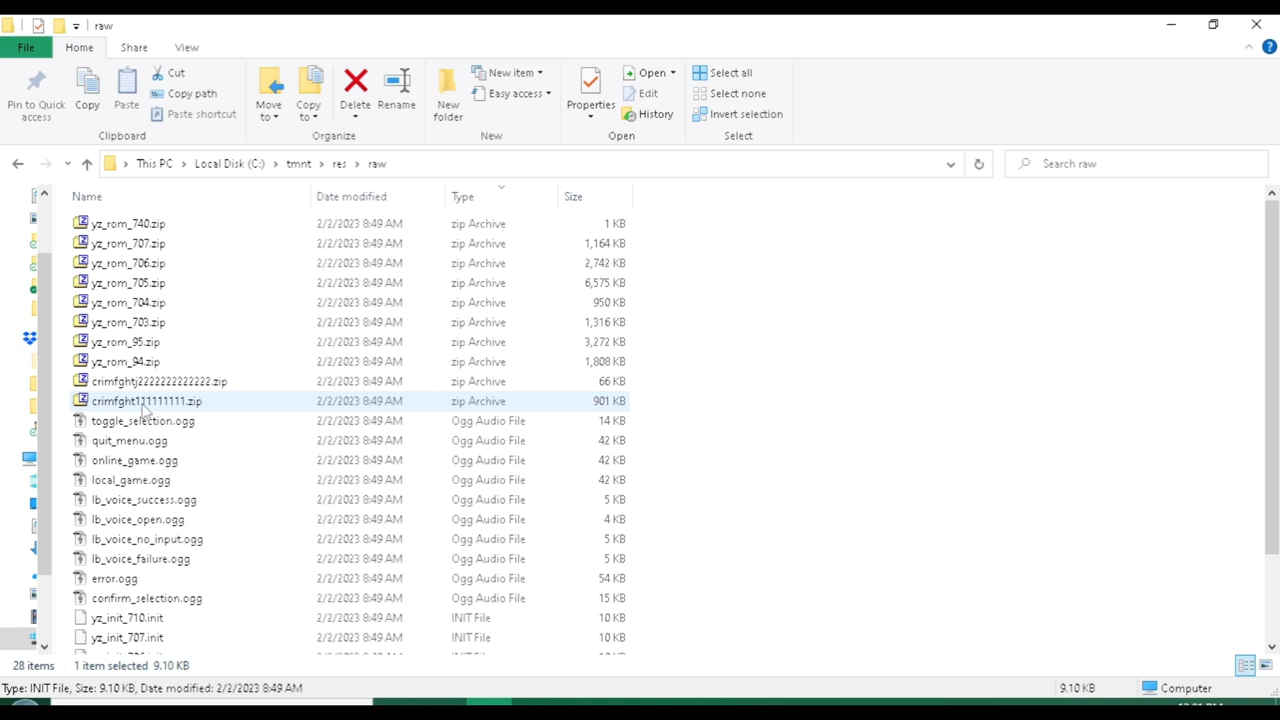 raw
File Home Share View
Pin to Quick access
Copy
Paste
Cut
Copy path
Paste shortcut
Clipboard
Move to
Copy to
Delete
Rename
Organize
New folder
New item
Easy access
New
Properties
Open
Edit
History
Open
Select all
Select none
Invert selection
Select
This PC > Local Disk (C:) > tmnt > res > raw
Search raw
Name Date modified Type Size
yz_rom_740.zip 2/2/2023 8:49 AM zip Archive 1 KB
yz_rom_707.zip 2/2/2023 8:49 AM zip Archive 1,164 KB
yz_rom_706.zip 2/2/2023 8:49 AM zip Archive 2,742 KB
yz_rom_705.zip 2/2/2023 8:49 AM zip Archive 6,575 KB
yz_rom_704.zip 2/2/2023 8:49 AM zip Archive 950 KB
yz_rom_703.zip 2/2/2023 8:49 AM zip Archive 1,316 KB
yz_rom_95.zip 2/2/2023 8:49 AM zip Archive 3,272 KB
yz_rom_94.zip 2/2/2023 8:49 AM zip Archive 1,808 KB
crimfghtj2222222222222.zip 2/2/2023 8:49 AM zip Archive 66 KB
crimfght111111111.zip 2/2/2023 8:49 AM zip Archive 901 KB
toggle_selection.ogg 2/2/2023 8:49 AM Ogg Audio File 14 KB
quit_menu.ogg 2/2/2023 8:49 AM Ogg Audio File 42 KB
online_game.ogg 2/2/2023 8:49 AM Ogg Audio File 42 KB
local_game.ogg 2/2/2023 8:49 AM Ogg Audio File 42 KB
lb_voice_success.ogg 2/2/2023 8:49 AM Ogg Audio File 5 KB
lb_voice_open.ogg 2/2/2023 8:49 AM Ogg Audio File 4 KB
lb_voice_no_input.ogg 2/2/2023 8:49 AM Ogg Audio File 5 KB
lb_voice_failure.ogg 2/2/2023 8:49 AM Ogg Audio File 5 KB
error.ogg 2/2/2023 8:49 AM Ogg Audio File 54 KB
confirm_selection.ogg 2/2/2023 8:49 AM Ogg Audio File 15 KB
yz_init_710.init 2/2/2023 8:49 AM INIT File 10 KB
yz_init_707.init 2/2/2023 8:49 AM INIT File 10 KB
28 items 1 item selected 9.10 KB
Type: INIT File, Size: 9.10 KB, Date modified: 2/2/2023 8:49 AM 9.10 KB Computer